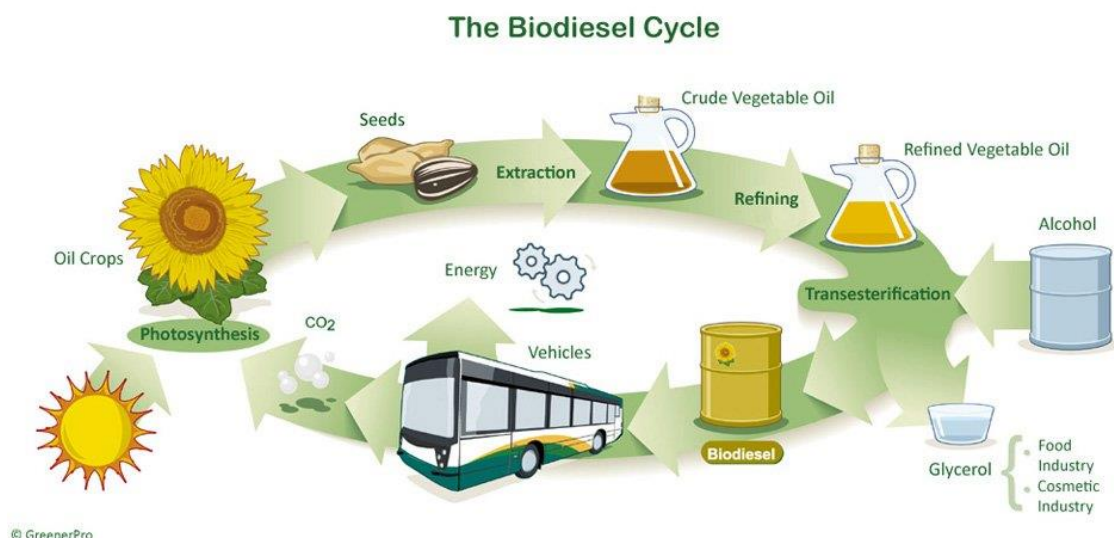 The Biodiesel Cycle
Seeds
Crude Vegetable Oil
Extraction
Refined Vegetable Oil
Refining
Alcohol
Oil Crops
Energy
Transesterification
Photosynthesis
CO2
Vehicles
Biodiesel
Glycerol
· Food
Industry
· Cosmetic
Industry
© GreenerPro